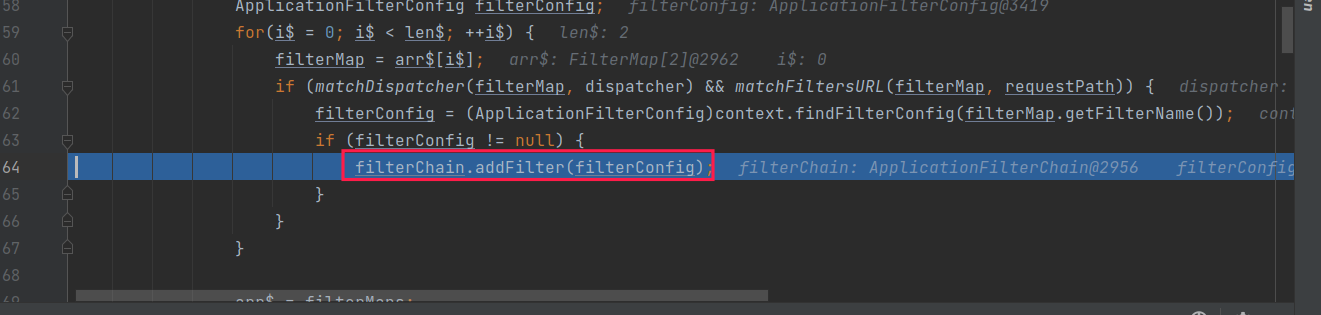 58 ApplicationFilterConfig filterConfig; filterConfig: ApplicationFilterConfig@3419
59 for(i$ = 0; i$ < len$; ++i$) { len$: 2
60 filterMap = arr$[i$]; arr$: FilterMap[2]@2962 i$: 0
61 if (matchDispatcher(filterMap, dispatcher) && matchFiltersURL(filterMap, requestPath)) { dispatcher:
62 filterConfig = (ApplicationFilterConfig)context.findFilterConfig(filterMap.getFilterName()); cont
63 if (filterConfig != null) {
64 filterChain.addFilter(filterConfig); filterChain: ApplicationFilterChain@2956 filterConfig
65 }
66 }
67 }
68
69 arr$ = filterMaps;